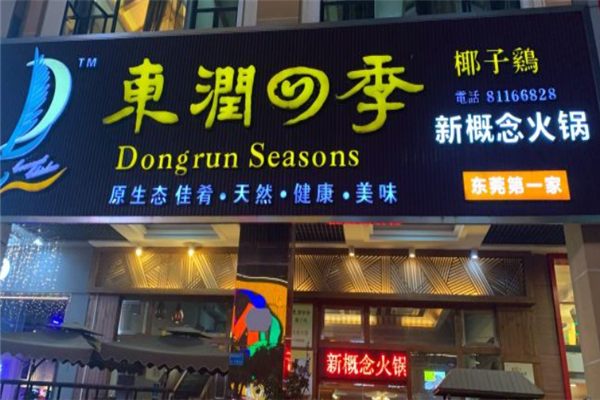 TM
東潤四季
Dongrun Seasons
原生态佳肴·天然·健康·美味
椰子鷄
電話 81166828
新概念火锅
东莞第一家
新概念火锅